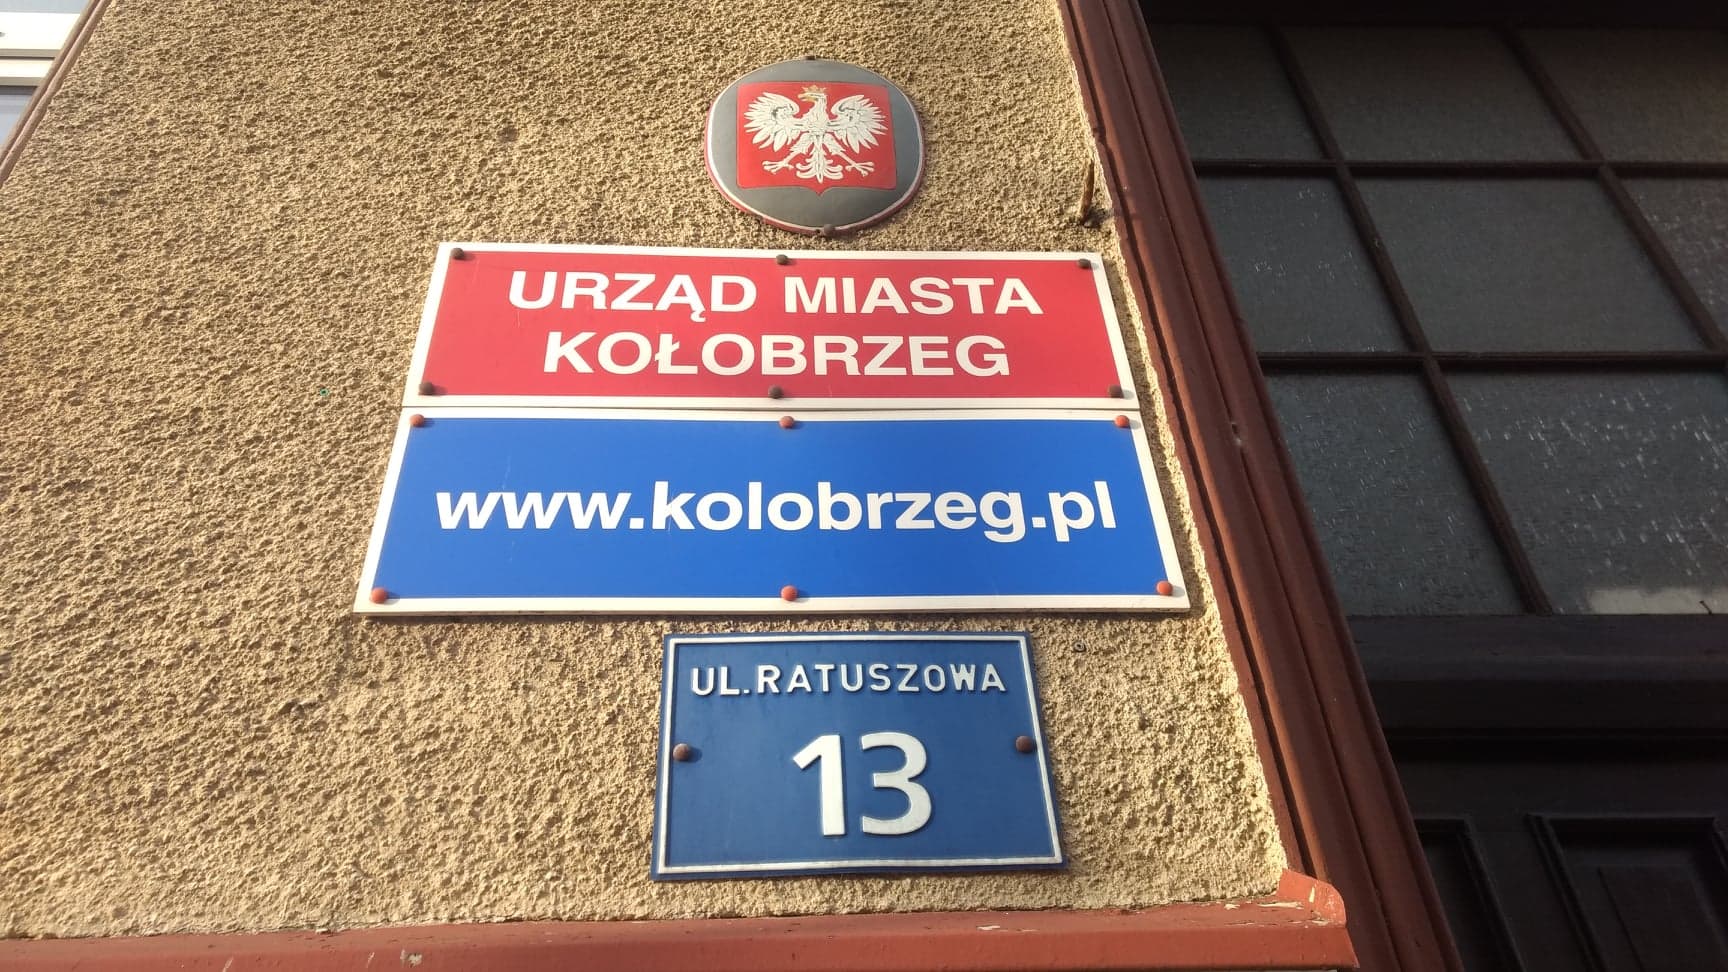 URZĄD MIASTA
KOŁOBRZEG
www.kolobrzeg.pl
UL.RATUSZOWA
13